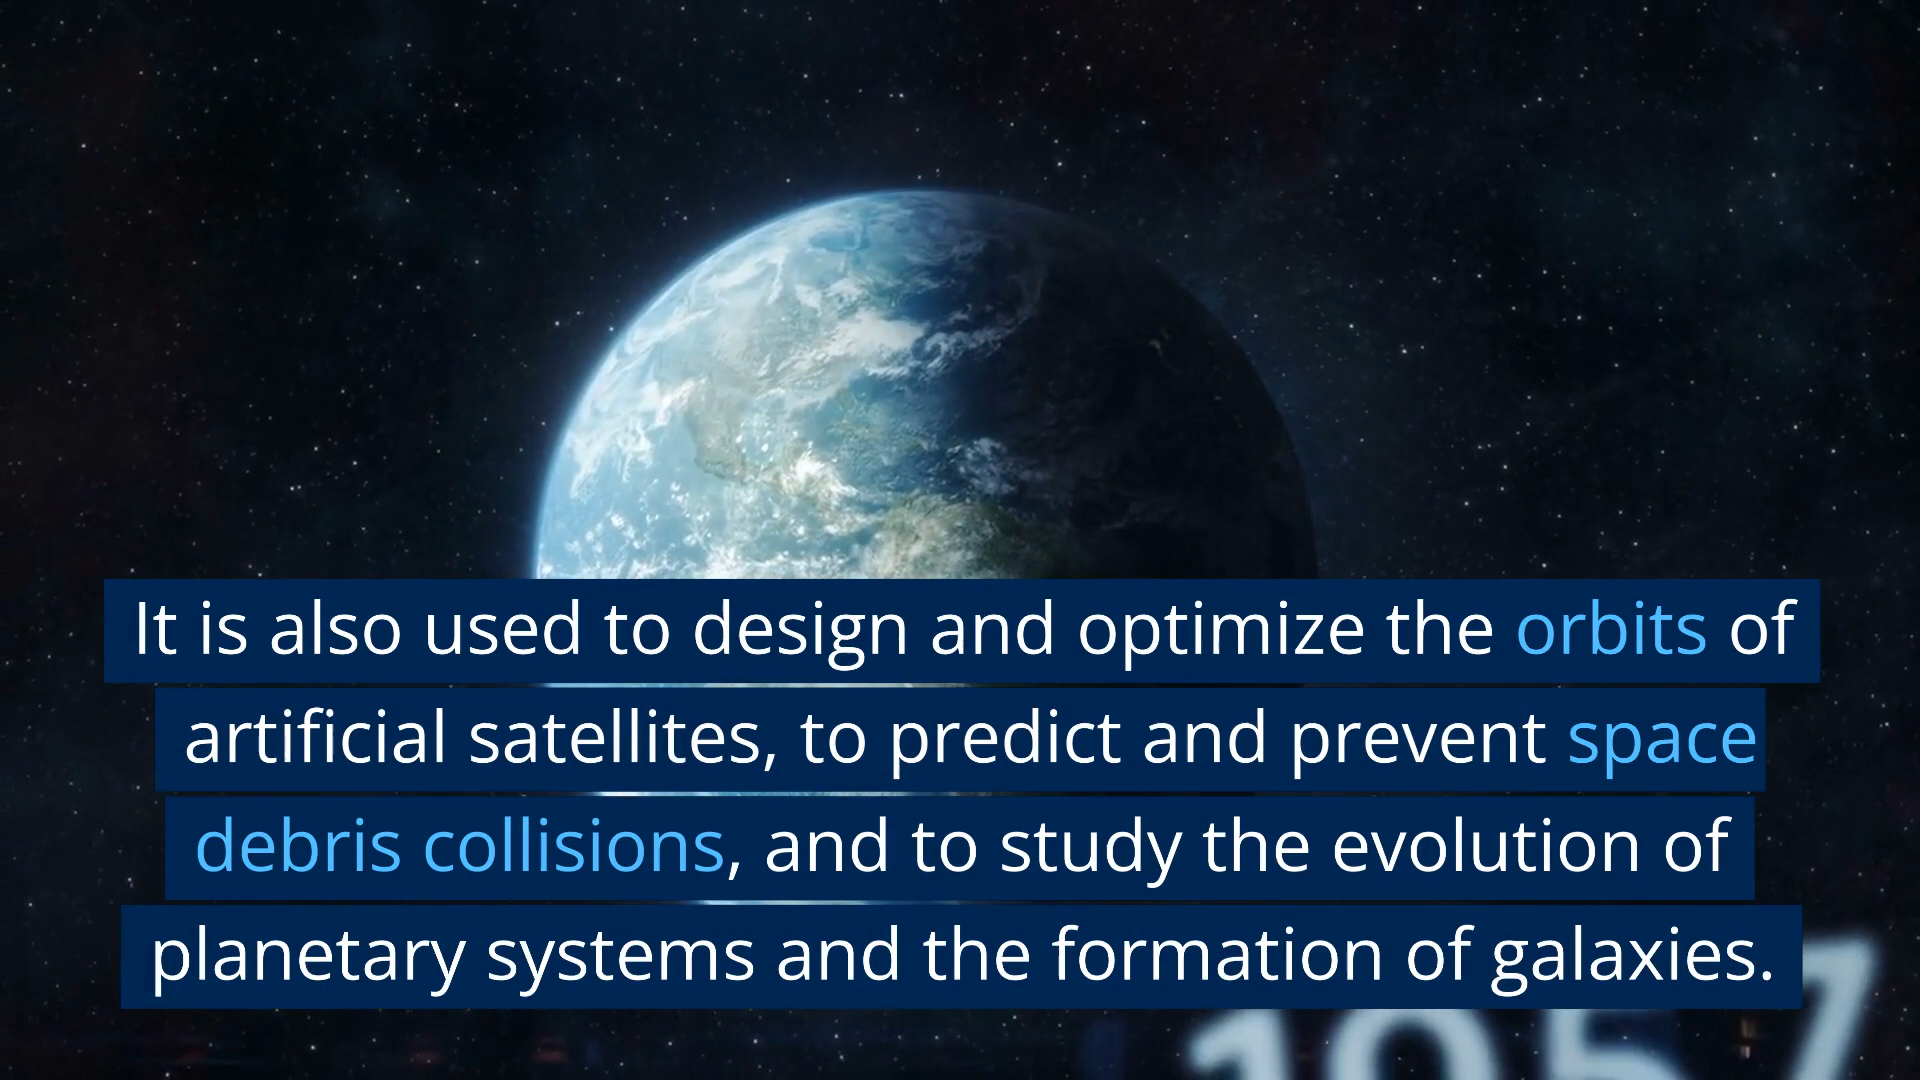 It is also used to design and optimize the orbits of
artificial satellites, to predict and prevent space
debris collisions, and to study the evolution of
planetary systems and the formation of galaxies.
1957